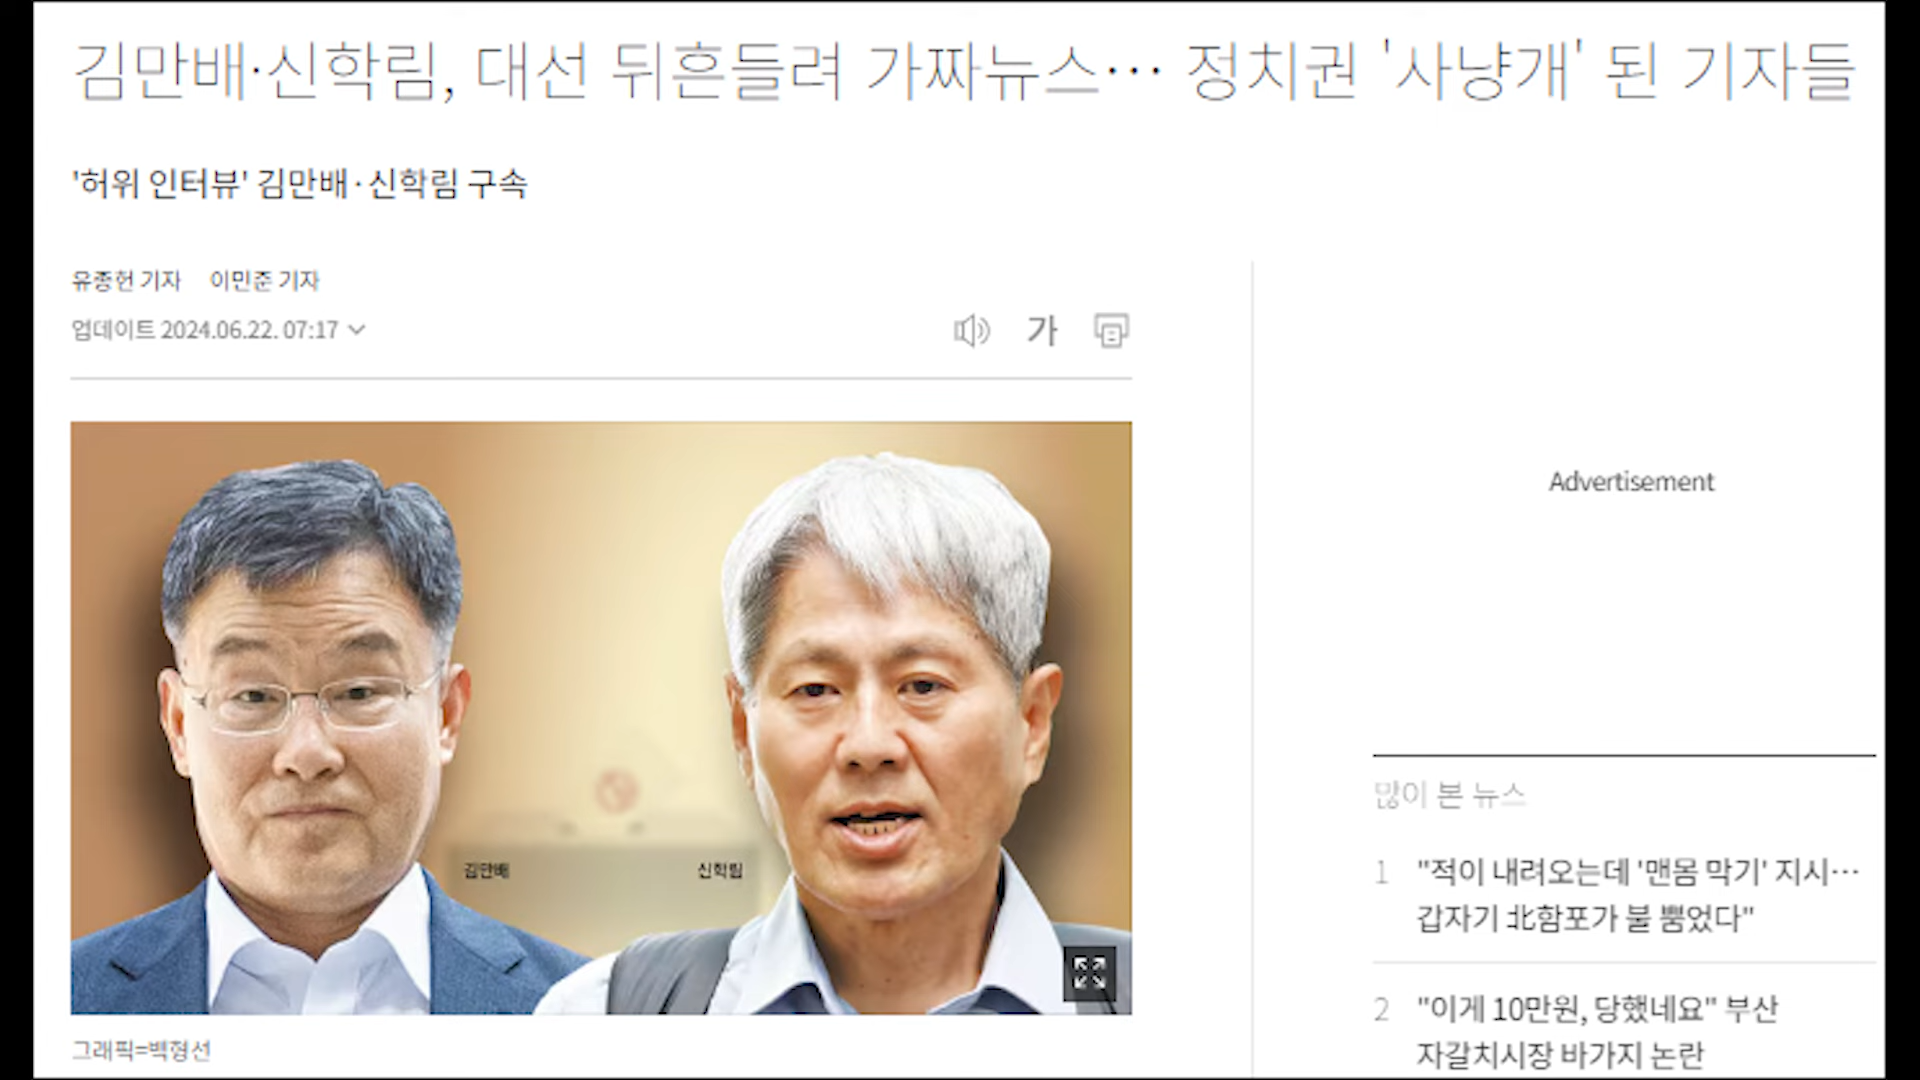 김만배·신학림, 대선 뒤흔들려 가짜뉴스… 정치권 '사냥개' 된 기자들
'허위 인터뷰' 김만배·신학림 구속
유종헌 기자 이민준 기자
업데이트 2024.06.22. 07:17
가
김만배
신학림
그래픽=백형선
Advertisement
많이 본 뉴스
1 "적이 내려오는데 '맨몸 막기' 지시…
갑자기 北함포가 불 뿜었다"
2 "이게 10만원, 당했네요" 부산
자갈치시장 바가지 논란